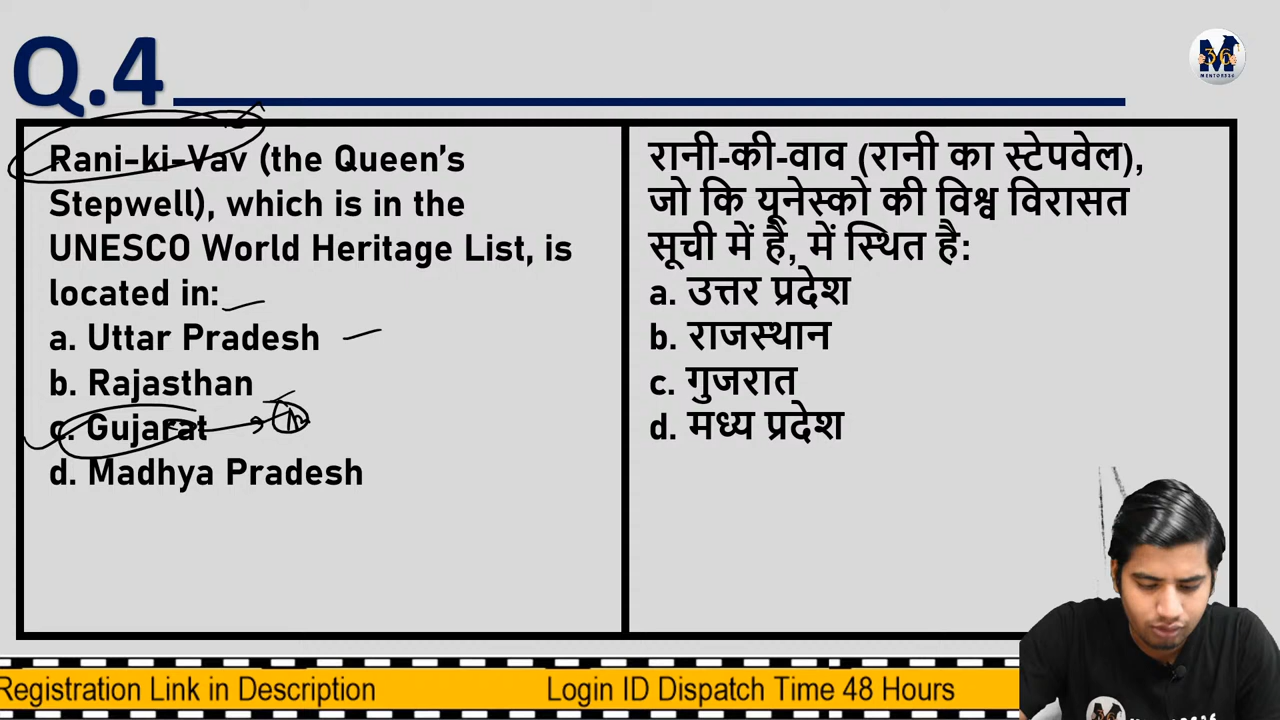 Q.4
Rani-ki-Vav (the Queen's
Stepwell), which is in the
UNESCO World Heritage List, is
located in:
a. Uttar Pradesh
b. Rajasthan
c. Gujarat
d. Madhya Pradesh
रानी-की-वाव (रानी का स्टेपवेल),
जो कि यूनेस्को की विश्व विरासत
सूची में है, में स्थित है:
a. उत्तर प्रदेश
b. राजस्थान
c. गुजरात
d. मध्य प्रदेश
Registration Link in Description
Login ID Dispatch Time 48 Hours